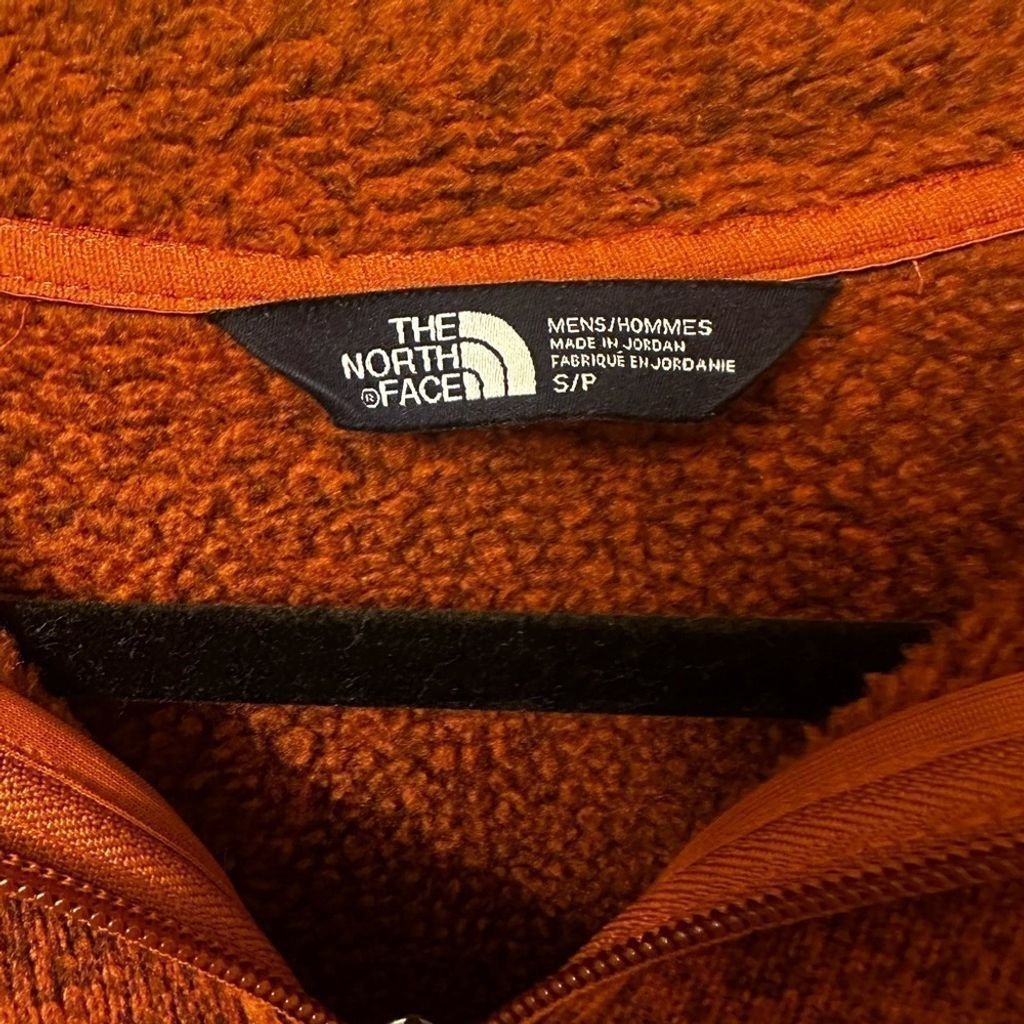 THE
NORTH
®FACE
MENS/HOMMES
MADE IN JORDAN
FABRIQUÉ EN JORDANIE
S/P